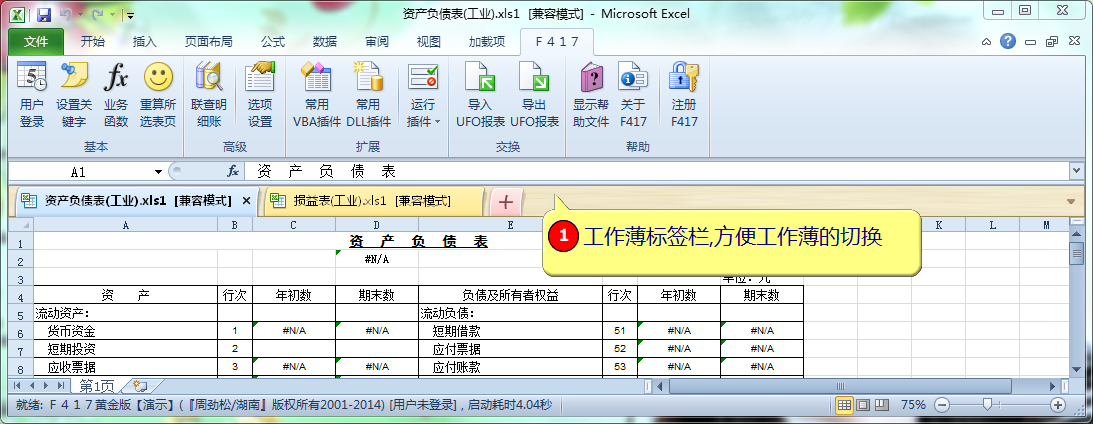 资产负债表(工业).xls1 [兼容模式] - Microsoft Excel
文件 开始 插入 页面布局 公式 数据 审阅 视图 加载项 F417
用户登录 设置关键字 业务函数 重算所选表页 联查明细账 选项设置 常用VBA插件 常用DLL插件 运行插件 导入UFO报表 导出UFO报表 显示帮助文件 关于F417 注册F417
基本 高级 扩展 交换 帮助
A1 fx 资 产 负 债 表
资产负债表(工业).xls1 [兼容模式] 损益表(工业).xls1 [兼容模式]
1 工作薄标签栏,方便工作薄的切换
A B C D E K L M
1 资 产 负 债 表
2 #N/A
3 单位：元
4 资 产 行次 年初数 期末数 负债及所有者权益 行次 年初数 期末数
5 流动资产： 流动负债：
6 货币资金 1 #N/A #N/A 短期借款 51 #N/A #N/A
7 短期投资 2 应付票据 52 #N/A #N/A
8 应收票据 3 #N/A #N/A 应付账款 53 #N/A #N/A
第1页
就绪: F417黄金版【演示】(『周劲松/湖南』版权所有2001-2014) [用户未登录] , 启动耗时4.04秒 75%